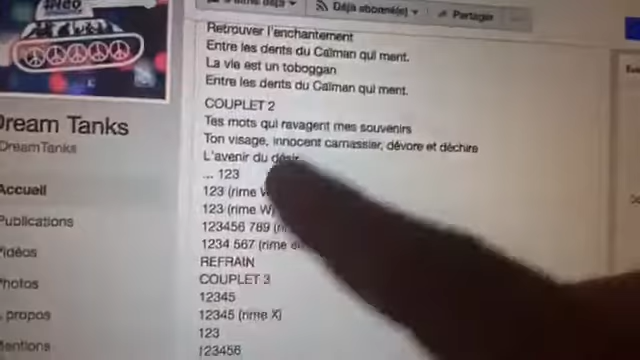 Neo
Déjà abonné(e)
Partager
Retrouver l'enchantement
Entre les dents du Caïman qui ment.
La vie est un toboggan
Entre les dents du Caïman qui ment.
COUPLET 2
Tes mots qui ravagent mes souvenirs
Ton visage, innocent carnassier, dévore et déchire
L'avenir du désir
... 123
123 (rime
123 (rime W)
123456 789
1234 567 (rime
REFRAIN
COUPLET 3
12345
12345 (rime X)
123
123456
Dream Tanks
DreamTanks
Accueil
Publications
Vidéos
Photos
propos
Mentions